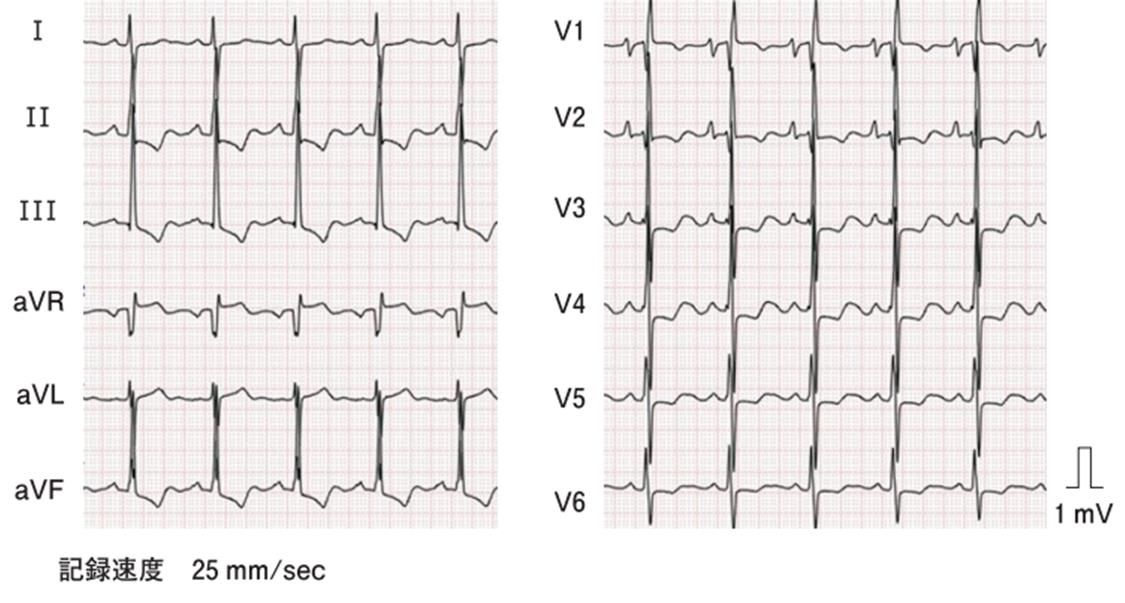 I
II
III
aVR
aVL
aVF
V1
V2
V3
V4
V5
V6
1 mV
記録速度　25 mm/sec